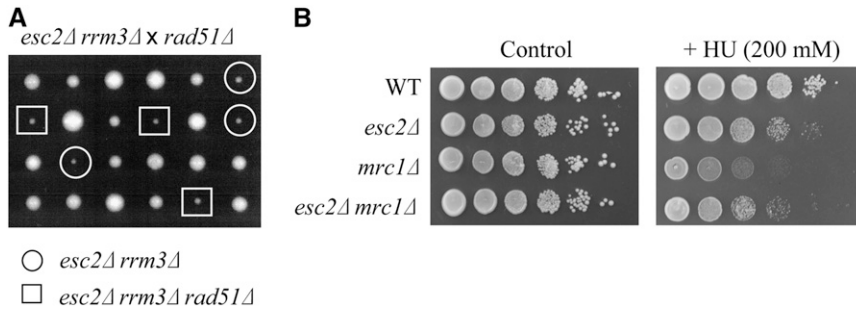 A
esc2Δ rrm3Δ x rad51Δ
esc2Δ rrm3Δ
esc2Δ rrm3Δ rad51Δ
B
Control
+ HU (200 mM)
WT
esc2Δ
mrc1Δ
esc2Δ mrc1Δ